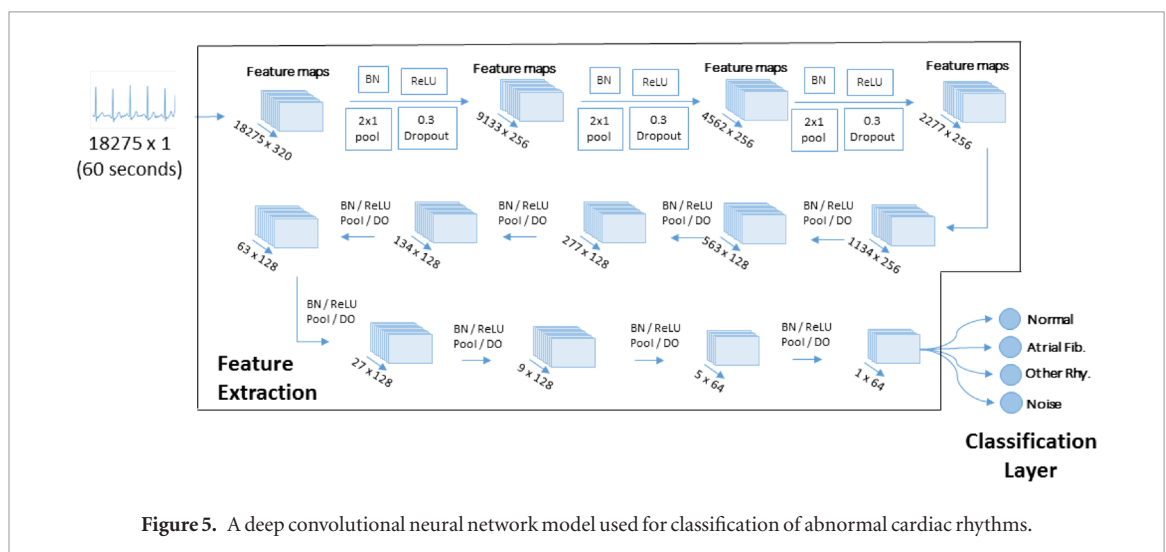 Feature maps
BN
ReLU
2x1
pool
0.3
Dropout
Feature maps
BN
ReLU
2x1
pool
0.3
Dropout
Feature maps
BN
ReLU
2x1
pool
0.3
Dropout
Feature maps
18275 x 1
(60 seconds)
18275 x 320
9133 x 256
4562 x 256
2277 x 256
BN / ReLU
Pool / DO
BN / ReLU
Pool / DO
BN / ReLU
Pool / DO
BN / ReLU
Pool / DO
63 x 128
134 x 128
277 x 128
563 x 128
1134 x 256
BN / ReLU
Pool / DO
BN / ReLU
Pool / DO
BN / ReLU
Pool / DO
BN / ReLU
Pool / DO
27 x 128
9 x 128
5 x 64
1 x 64
Feature
Extraction
Normal
Atrial Fib.
Other Rhy.
Noise
Classification
Layer
Figure 5. A deep convolutional neural network model used for classification of abnormal cardiac rhythms.